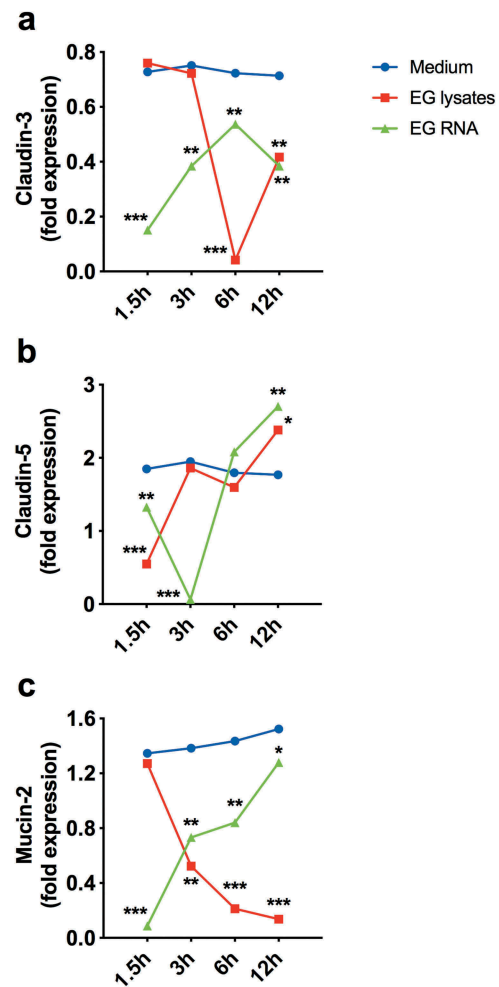 a
Claudin-3
(fold expression)
0.8
0.6
0.4
0.2
0.0
***
**
**
***
**
**
1.5h
3h
6h
12h
Medium
EG lysates
EG RNA
b
Claudin-5
(fold expression)
3
2
1
0
**
***
***
**
*
1.5h
3h
6h
12h
c
Mucin-2
(fold expression)
1.6
1.2
0.8
0.4
0.0
***
**
**
**
***
*
***
1.5h
3h
6h
12h